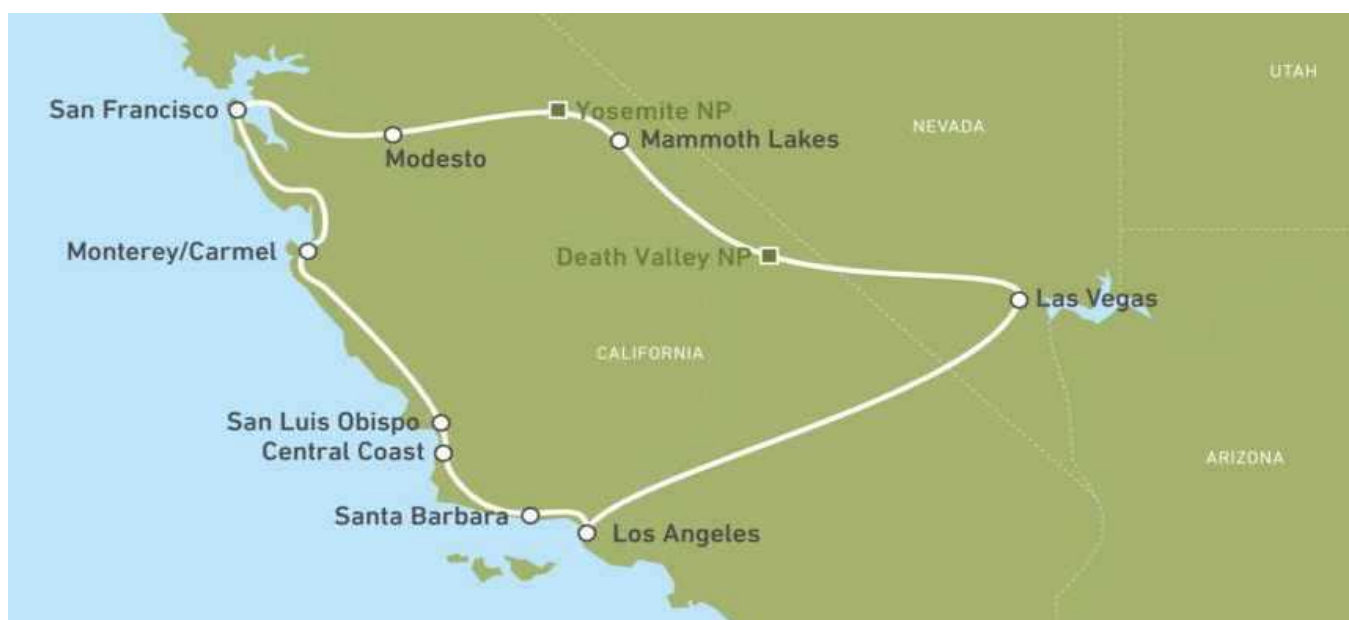 UTAH
San Francisco
Yosemite NP
NEVADA
Mammoth Lakes
Modesto
Monterey/Carmel
Death Valley NP
Las Vegas
CALIFORNIA
San Luis Obispo
Central Coast
ARIZONA
Santa Barbara
Los Angeles